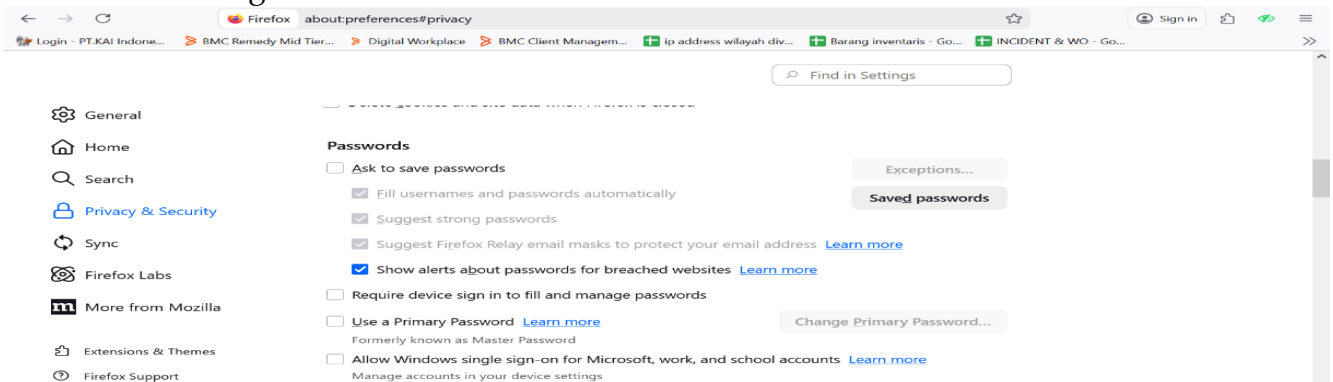 Firefox about:preferences#privacy Sign in
Login - PT.KAI Indone... BMC Remedy Mid Tier... Digital Workplace BMC Client Managem... ip address wilayah div... Barang inventaris - Go... INCIDENT & WO - Go...
Find in Settings
General
Home
Search
Privacy & Security
Sync
Firefox Labs
More from Mozilla
Extensions & Themes
Firefox Support
Passwords
Ask to save passwords Exceptions...
Fill usernames and passwords automatically Saved passwords
Suggest strong passwords
Suggest Firefox Relay email masks to protect your email address Learn more
Show alerts about passwords for breached websites Learn more
Require device sign in to fill and manage passwords
Use a Primary Password Learn more Change Primary Password...
Formerly known as Master Password
Allow Windows single sign-on for Microsoft, work, and school accounts Learn more
Manage accounts in your device settings